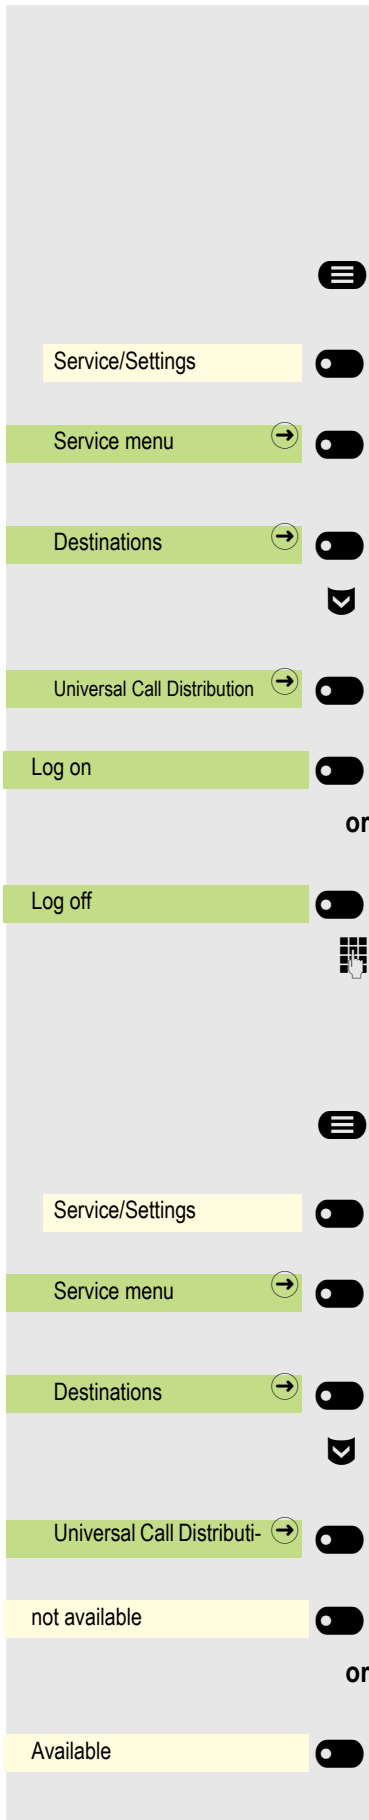 Service/Settings
Service menu
Destinations
Universal Call Distribution
Log on
or
Log off
Service/Settings
Service menu
Destinations
Universal Call Distributi-
not available
or
Available